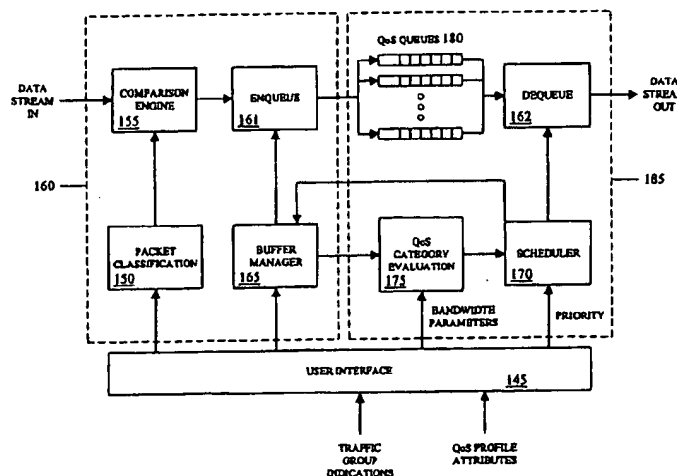 QoS QUEUES 180
DATA
STREAM
IN
COMPARISON
ENGINE
155
ENQUEUE
161
DEQUEUE
162
DATA
STREAM
OUT
160
185
PACKET
CLASSIFICATION
150
BUFFER
MANAGER
165
QoS
CATEGORY
EVALUATION
175
SCHEDULER
170
BANDWIDTH
PARAMETERS
PRIORITY
USER INTERFACE
145
TRAFFIC
GROUP
INDICATIONS
QoS PROFILE
ATTRIBUTES